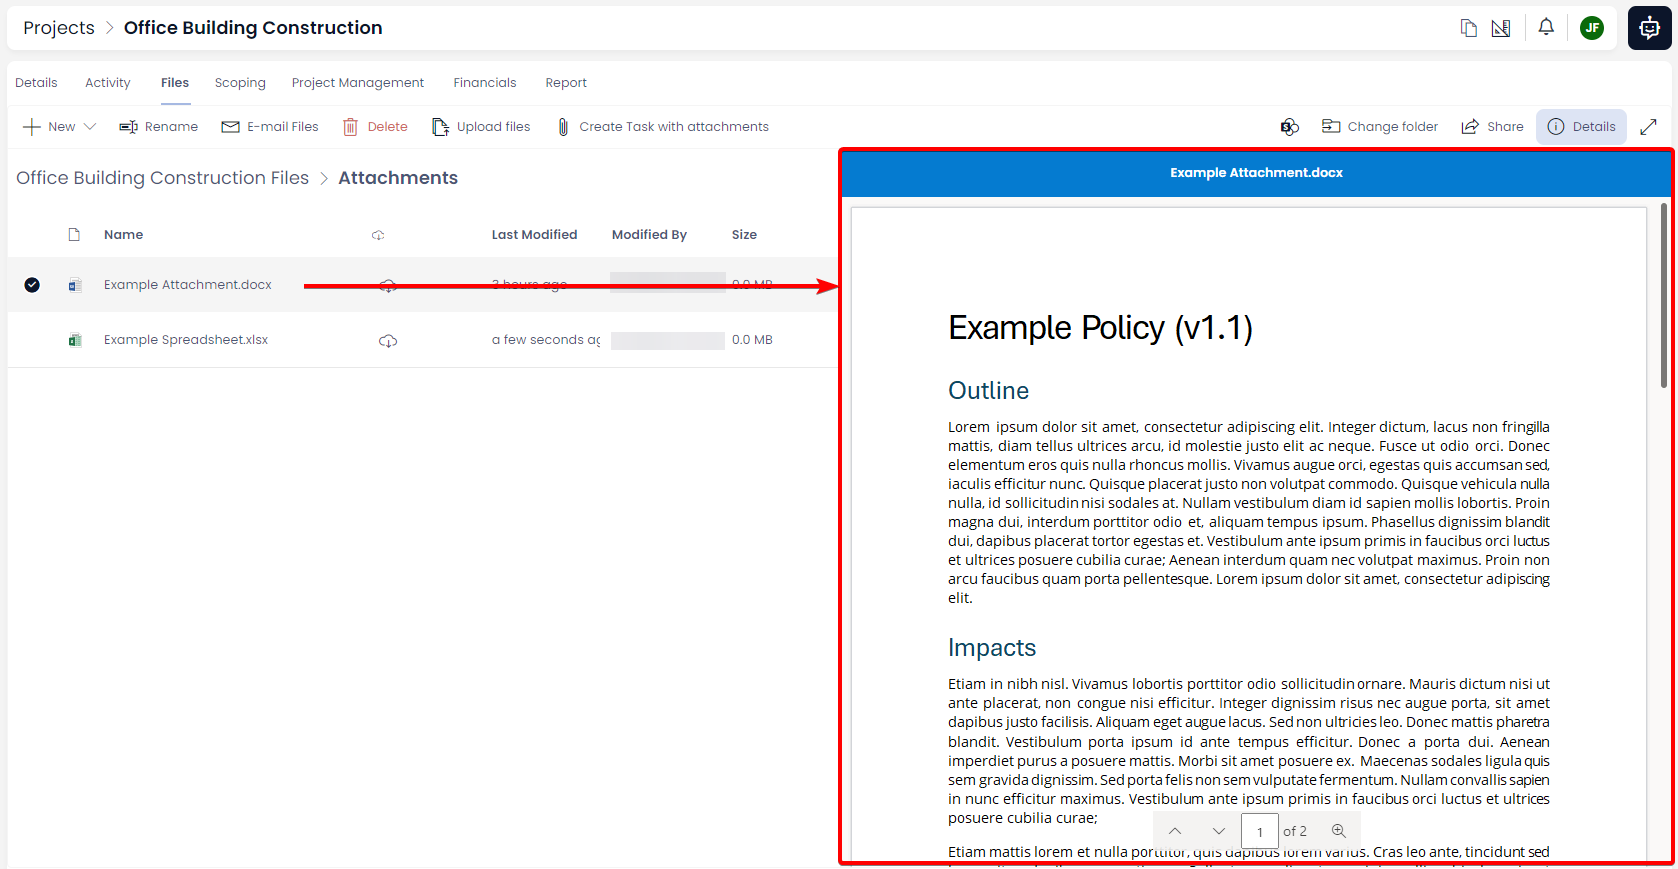 Projects > Office Building Construction
JF
Details Activity Files Scoping Project Management Financials Report
New Rename E-mail Files Delete Upload files Create Task with attachments
Change folder Share Details
Office Building Construction Files > Attachments
Name Last Modified Modified By Size
Example Attachment.docx 3 hours ago 0.0 MB
Example Spreadsheet.xlsx a few seconds ag 0.0 MB
Example Attachment.docx
Example Policy (v1.1)
Outline
Lorem ipsum dolor sit amet, consectetur adipiscing elit. Integer dictum, lacus non fringilla
mattis, diam tellus ultrices arcu, id molestie justo elit ac neque. Fusce ut odio orci. Donec
elementum eros quis nulla rhoncus mollis. Vivamus augue orci, egestas quis accumsan sed,
iaculis efficitur nunc. Quisque placerat justo non volutpat commodo. Quisque vehicula nulla
nulla, id sollicitudin nisi sodales at. Nullam vestibulum diam id sapien mollis lobortis. Proin
magna dui, interdum porttitor odio et, aliquam tempus ipsum. Phasellus dignissim blandit
dui, dapibus placerat tortor egestas et. Vestibulum ante ipsum primis in faucibus orci luctus
et ultrices posuere cubilia curae; Aenean interdum quam nec volutpat maximus. Proin non
arcu faucibus quam porta pellentesque. Lorem ipsum dolor sit amet, consectetur adipiscing
elit.
Impacts
Etiam in nibh nisl. Vivamus lobortis porttitor odio sollicitudin ornare. Mauris dictum nisi ut
ante placerat, non congue nisi efficitur. Integer dignissim risus nec augue porta, sit amet
dapibus justo facilisis. Aliquam eget augue lacus. Sed non ultricies leo. Donec mattis pharetra
blandit. Vestibulum porta ipsum id ante tempus efficitur. Donec a porta dui. Aenean
imperdiet purus a posuere mattis. Morbi sit amet posuere ex. Maecenas sodales ligula quis
sem gravida dignissim. Sed porta felis non sem vulputate fermentum. Nullam convallis sapien
in nunc efficitur maximus. Vestibulum ante ipsum primis in faucibus orci luctus et ultrices
posuere cubilia curae;
1 of 2
Etiam mattis lorem et nulla porttitor, quis dapibus lorem varius. Cras leo ante, tincidunt sed